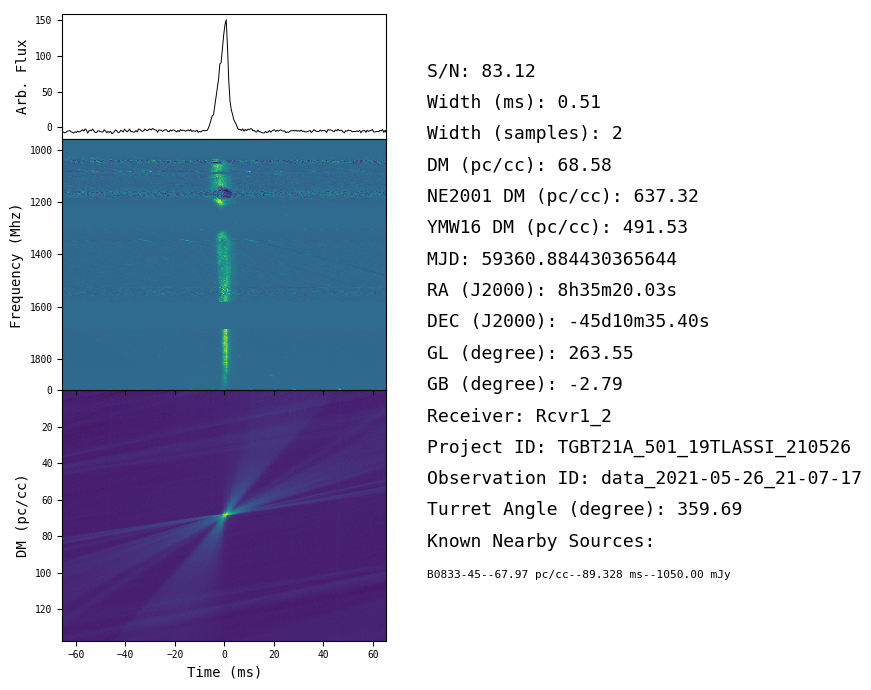 150
100
50
0
Arb. Flux
1000
1200
1400
1600
1800
Frequency (Mhz)
0
20
40
60
80
100
120
DM (pc/cc)
−60
−40
−20
0
20
40
60
Time (ms)
S/N: 83.12
Width (ms): 0.51
Width (samples): 2
DM (pc/cc): 68.58
NE2001 DM (pc/cc): 637.32
YMW16 DM (pc/cc): 491.53
MJD: 59360.884430365644
RA (J2000): 8h35m20.03s
DEC (J2000): -45d10m35.40s
GL (degree): 263.55
GB (degree): -2.79
Receiver: Rcvr1_2
Project ID: TGBT21A_501_19TLASSI_210526
Observation ID: data_2021-05-26_21-07-17
Turret Angle (degree): 359.69
Known Nearby Sources:
B0833-45--67.97 pc/cc--89.328 ms--1050.00 mJy